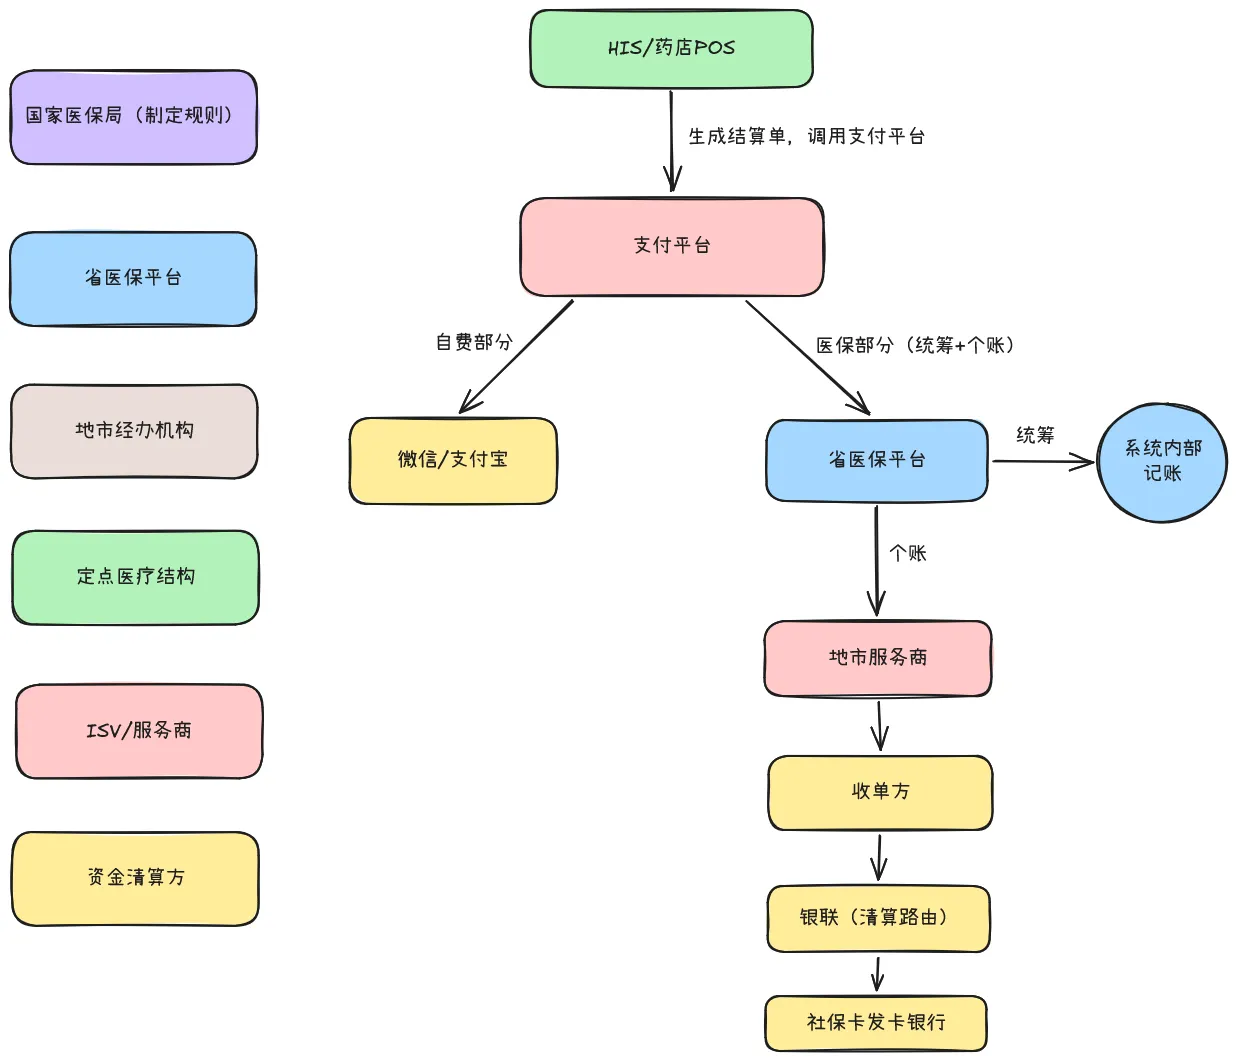 国家医保局（制定规则）
省医保平台
地市经办机构
定点医疗结构
ISV/服务商
资金清算方
HIS/药店POS
生成结算单，调用支付平台
支付平台
自费部分
医保部分（统筹+个账）
微信/支付宝
省医保平台
统筹
系统内部
记账
个账
地市服务商
收单方
银联（清算路由）
社保卡发卡银行